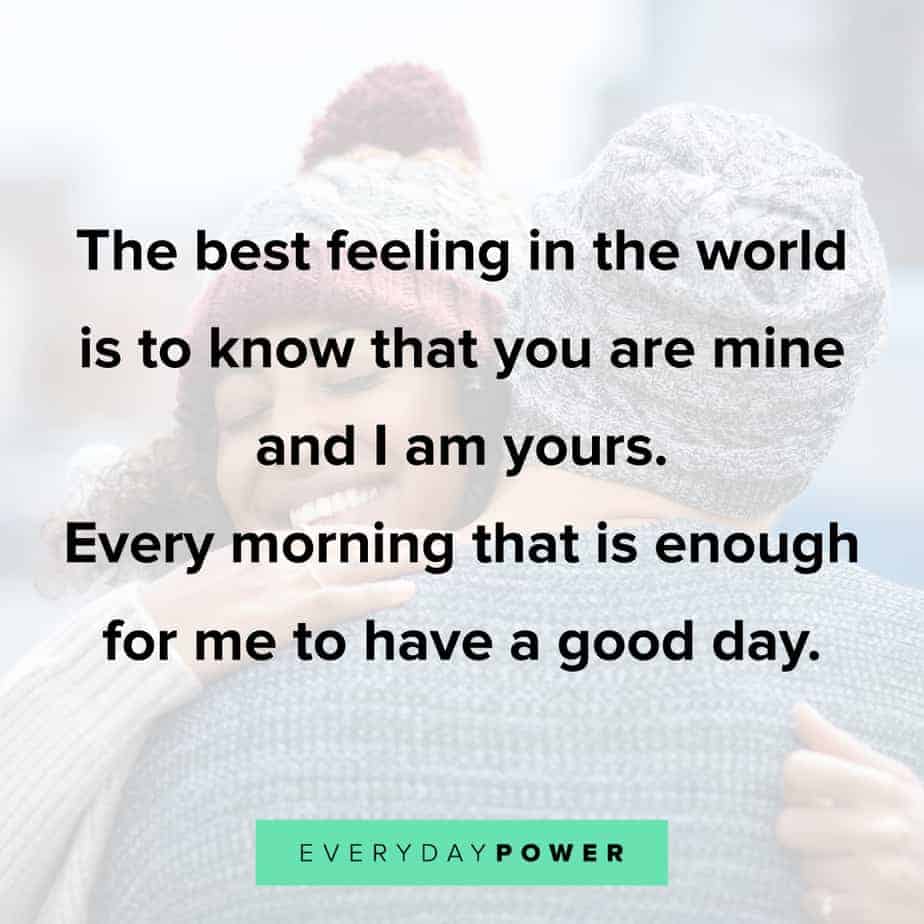 The best feeling in the world
is to know that you are mine
and I am yours.
Every morning that is enough
for me to have a good day.
EVERYDAYPOWER